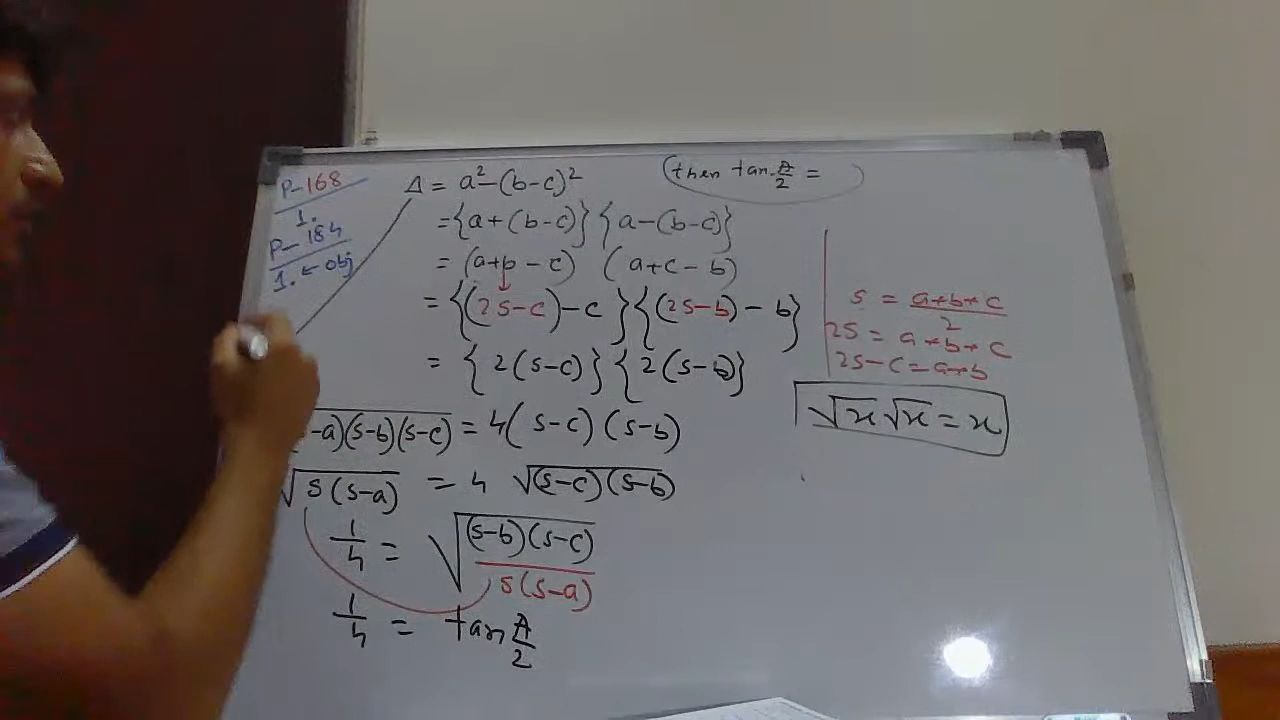 P-168
1.
P-184
1. ← obj
Δ = a²-(b-c)²
(then tan A/2 = )
={a+(b-c)}{a-(b-c)}
= (a+b-c) (a+c-b)
= {(2s-c)-c}{(2s-b)-b}
= {2(s-c)}{2(s-b)}
-a)(s-b)(s-c) = 4(s-c)(s-b)
√s(s-a) = 4 √(s-c)(s-b)
1/4 = √(s-b)(s-c)/s(s-a)
1/4 = tan A/2
s = a+b+c/2
2s = a+b+c
2s-c=a+b
√x√x = x